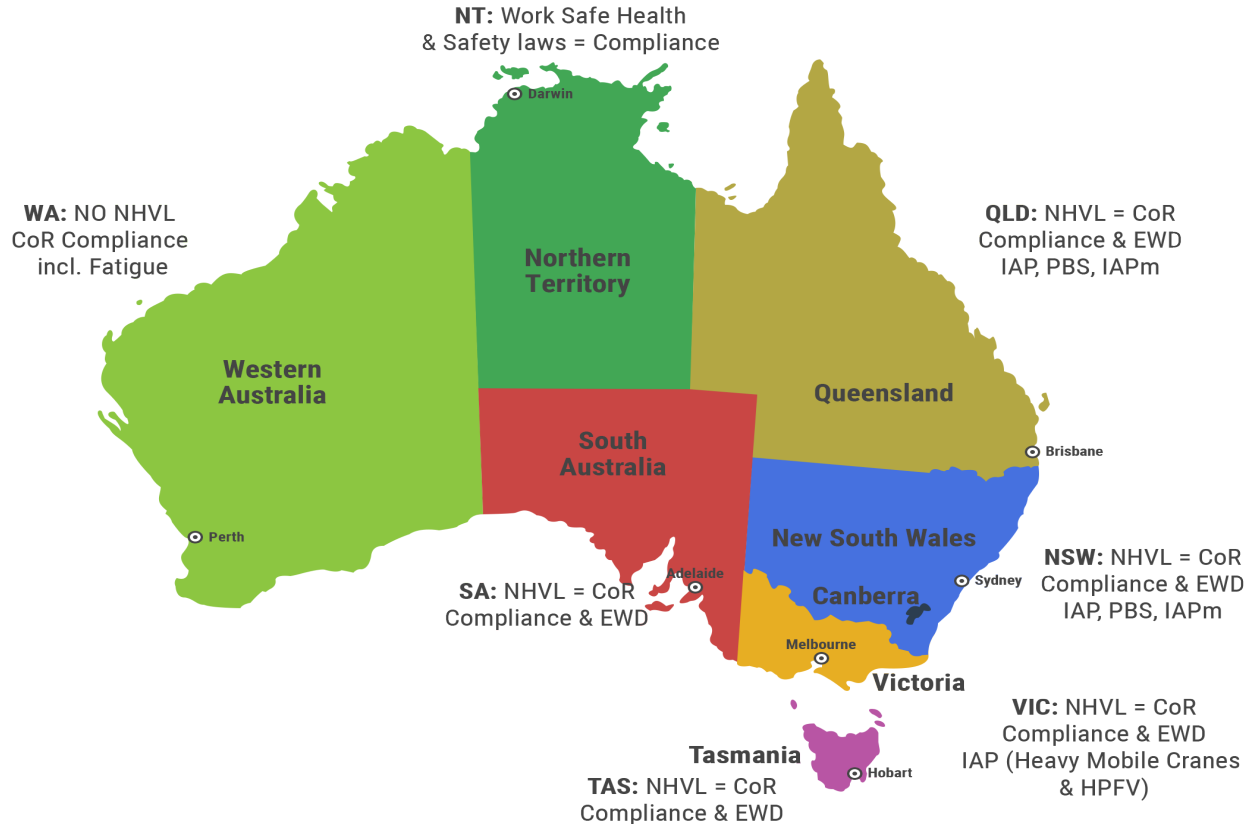 NT: Work Safe Health
& Safety laws = Compliance
Darwin
WA: NO NHVL
CoR Compliance
incl. Fatigue
QLD: NHVL = CoR
Compliance & EWD
IAP, PBS, IAPm
Northern
Territory
Western
Australia
Queensland
South
Australia
Brisbane
Perth
New South Wales
NSW: NHVL = CoR
Compliance & EWD
IAP, PBS, IAPm
Adelaide
Sydney
SA: NHVL = CoR
Compliance & EWD
Canberra
Melbourne
Victoria
VIC: NHVL = CoR
Compliance & EWD
IAP (Heavy Mobile Cranes
& HPFV)
Tasmania
Hobart
TAS: NHVL = CoR
Compliance & EWD